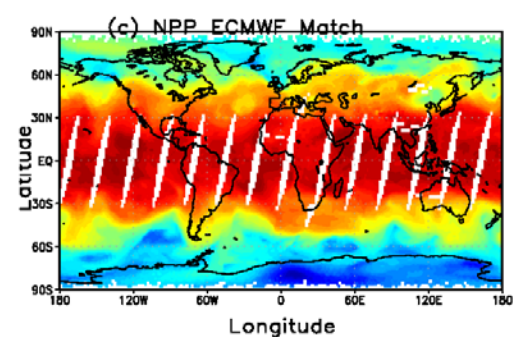 (c) NPP ECMWF Match
90N
60N
30N
EQ
30S
60S
90S
Latitude
180 120W 60W 0 60E 120E 180
Longitude